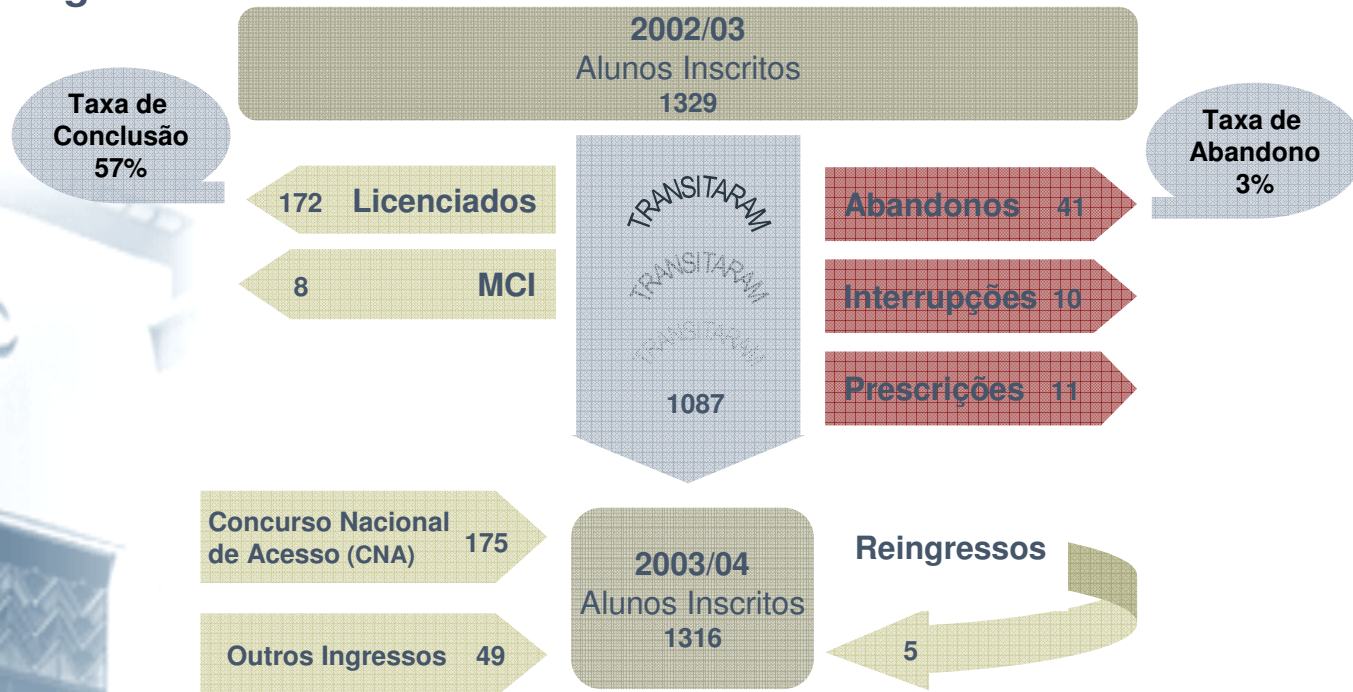 2002/03
Alunos Inscritos
1329
Taxa de
Conclusão
57%
Taxa de
Abandono
3%
172 Licenciados
8 MCI
TRANSITARAM
TRANSITARAM
TRANSITARAM
1087
Abandonos 41
Interrupções 10
Prescrições 11
Concurso Nacional
de Acesso (CNA) 175
Outros Ingressos 49
2003/04
Alunos Inscritos
1316
Reingressos
5